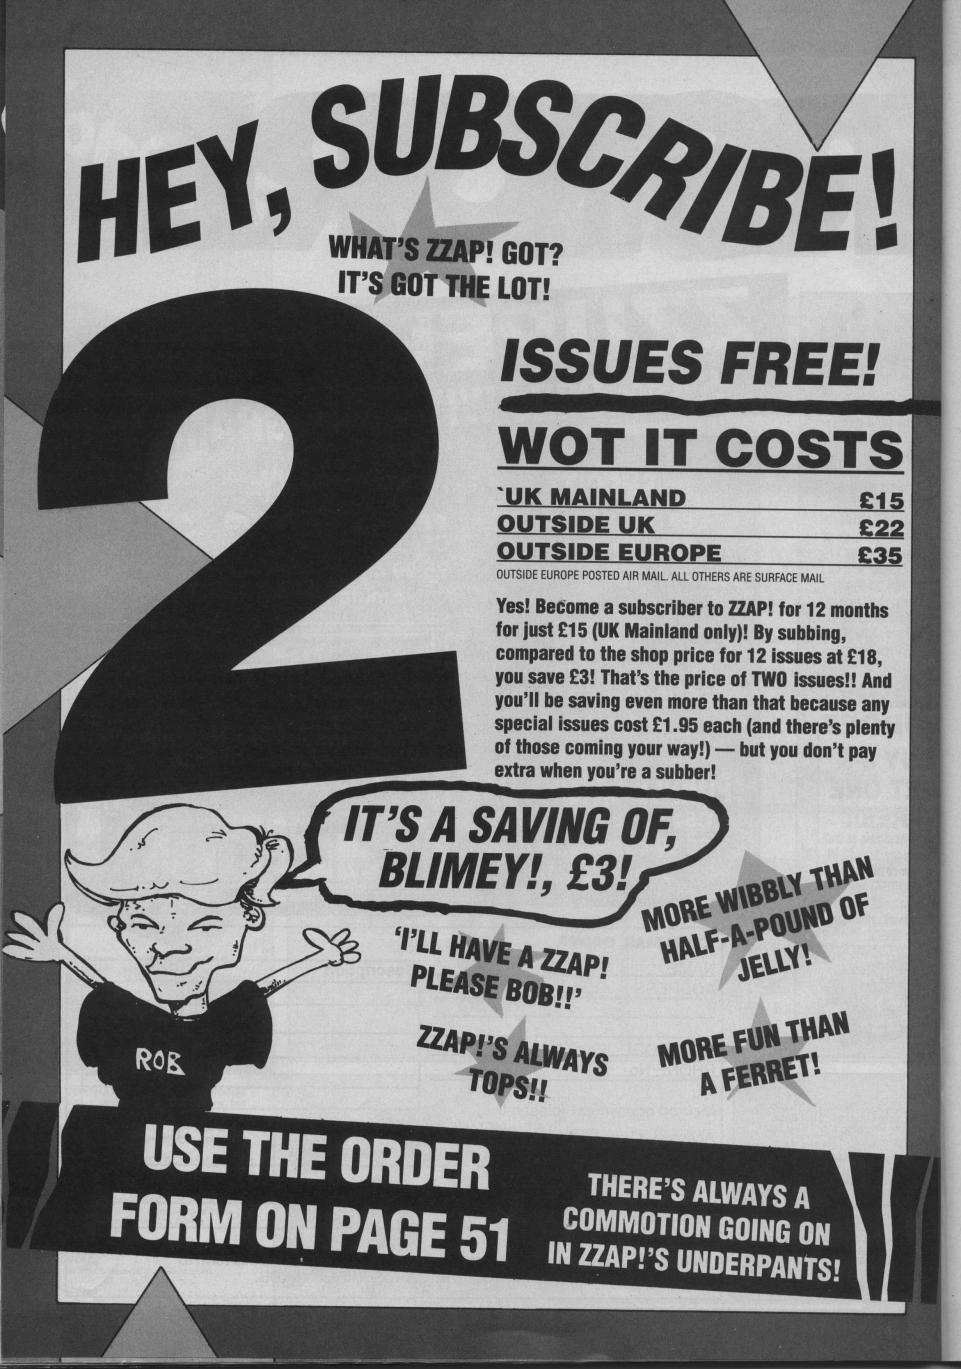 HEY, SUBSCRIBE!
WHAT'S ZZAP! GOT?
IT'S GOT THE LOT!
2
ISSUES FREE!
WOT IT COSTS
`UK MAINLAND £15
OUTSIDE UK £22
OUTSIDE EUROPE £35
OUTSIDE EUROPE POSTED AIR MAIL. ALL OTHERS ARE SURFACE MAIL
Yes! Become a subscriber to ZZAP! for 12 months
for just £15 (UK Mainland only)! By subbing,
compared to the shop price for 12 issues at £18,
you save £3! That's the price of TWO issues!! And
you'll be saving even more than that because any
special issues cost £1.95 each (and there's plenty
of those coming your way!) — but you don't pay
extra when you're a subber!
IT'S A SAVING OF,
BLIMEY!, £3!
MORE WIBBLY THAN
HALF-A-POUND OF
JELLY!
'I'LL HAVE A ZZAP!
PLEASE BOB!!'
ZZAP!'S ALWAYS
TOPS!!
MORE FUN THAN
A FERRET!
ROB
USE THE ORDER
FORM ON PAGE 51
THERE'S ALWAYS A
COMMOTION GOING ON
IN ZZAP!'S UNDERPANTS!